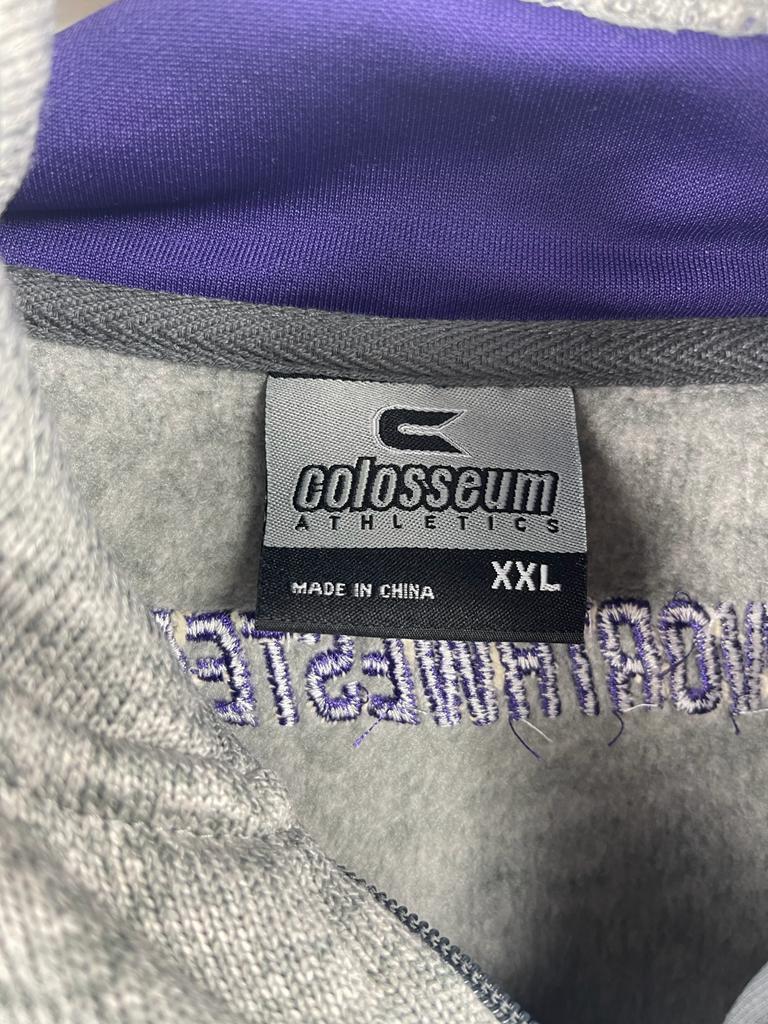 colosseum
ATHLETICS
MADE IN CHINA
XXL